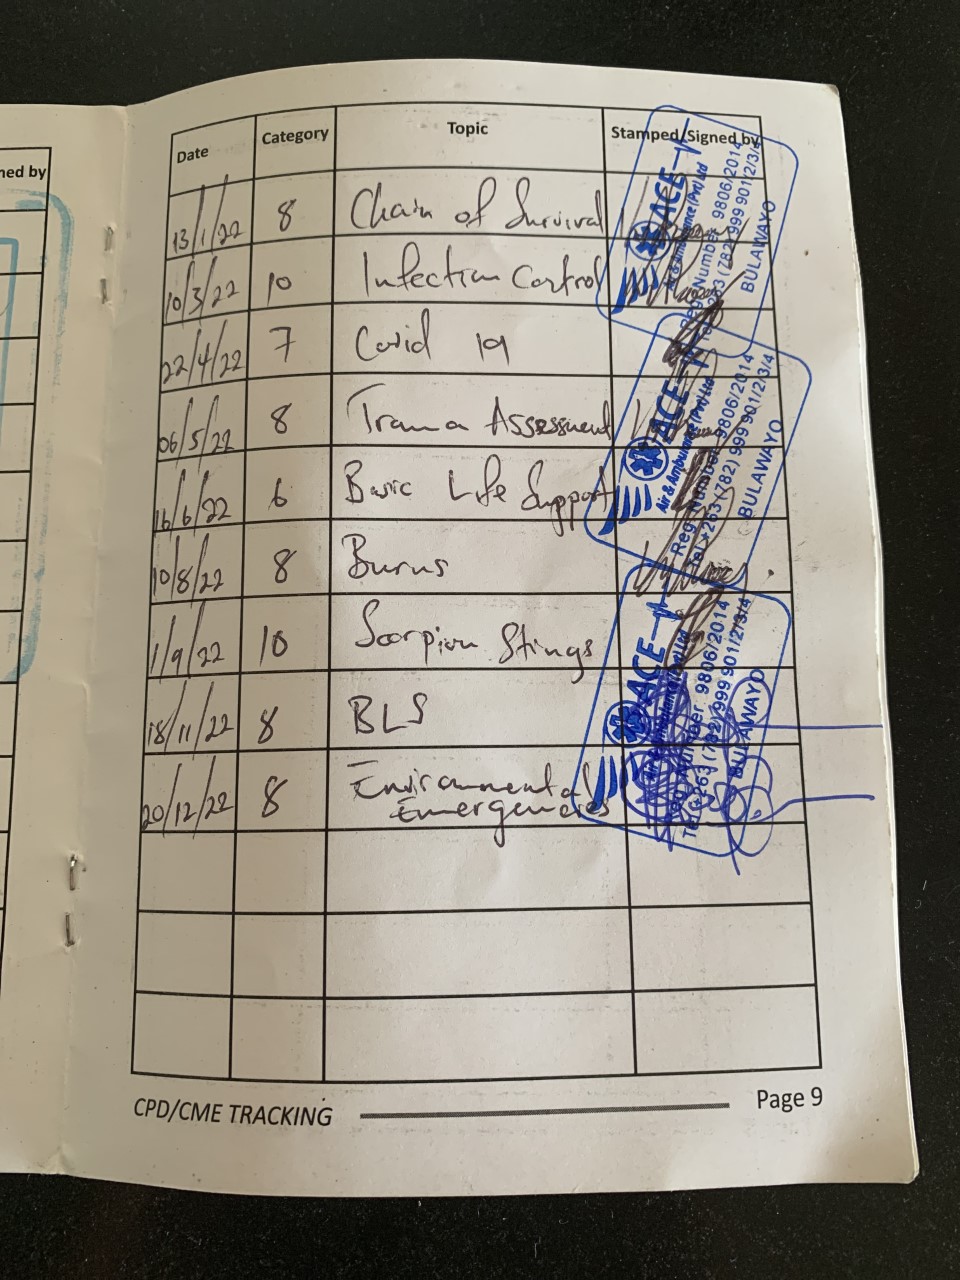 ned by
Date Category Topic Stamped/Signed by
13/1/22 8 Chain of Survival
10/3/22 10 Infection Control
22/4/22 7 Covid 19
06/5/22 8 Trauma Assessment
16/6/22 6 Basic Life Support
10/8/22 8 Burns
1/9/22 10 Scorpion Stings
18/11/22 8 BLS
20/12/22 8 Environmental
Emergencies
ACE
Air & Ambulance (Pvt) Ltd
Reg. Number 9806/2014
Tel +263 (782) 999 901/2/3/4
BULAWAYO
ACE
Air & Ambulance (Pvt) Ltd
Reg. Number 9806/2014
Tel +263 (782) 999 901/2/3/4
BULAWAYO
ACE
Air & Ambulance (Pvt) Ltd
Reg. Number 9806/2014
Tel +263 (782) 999 901/2/3/4
BULAWAYO
CPD/CME TRACKING Page 9